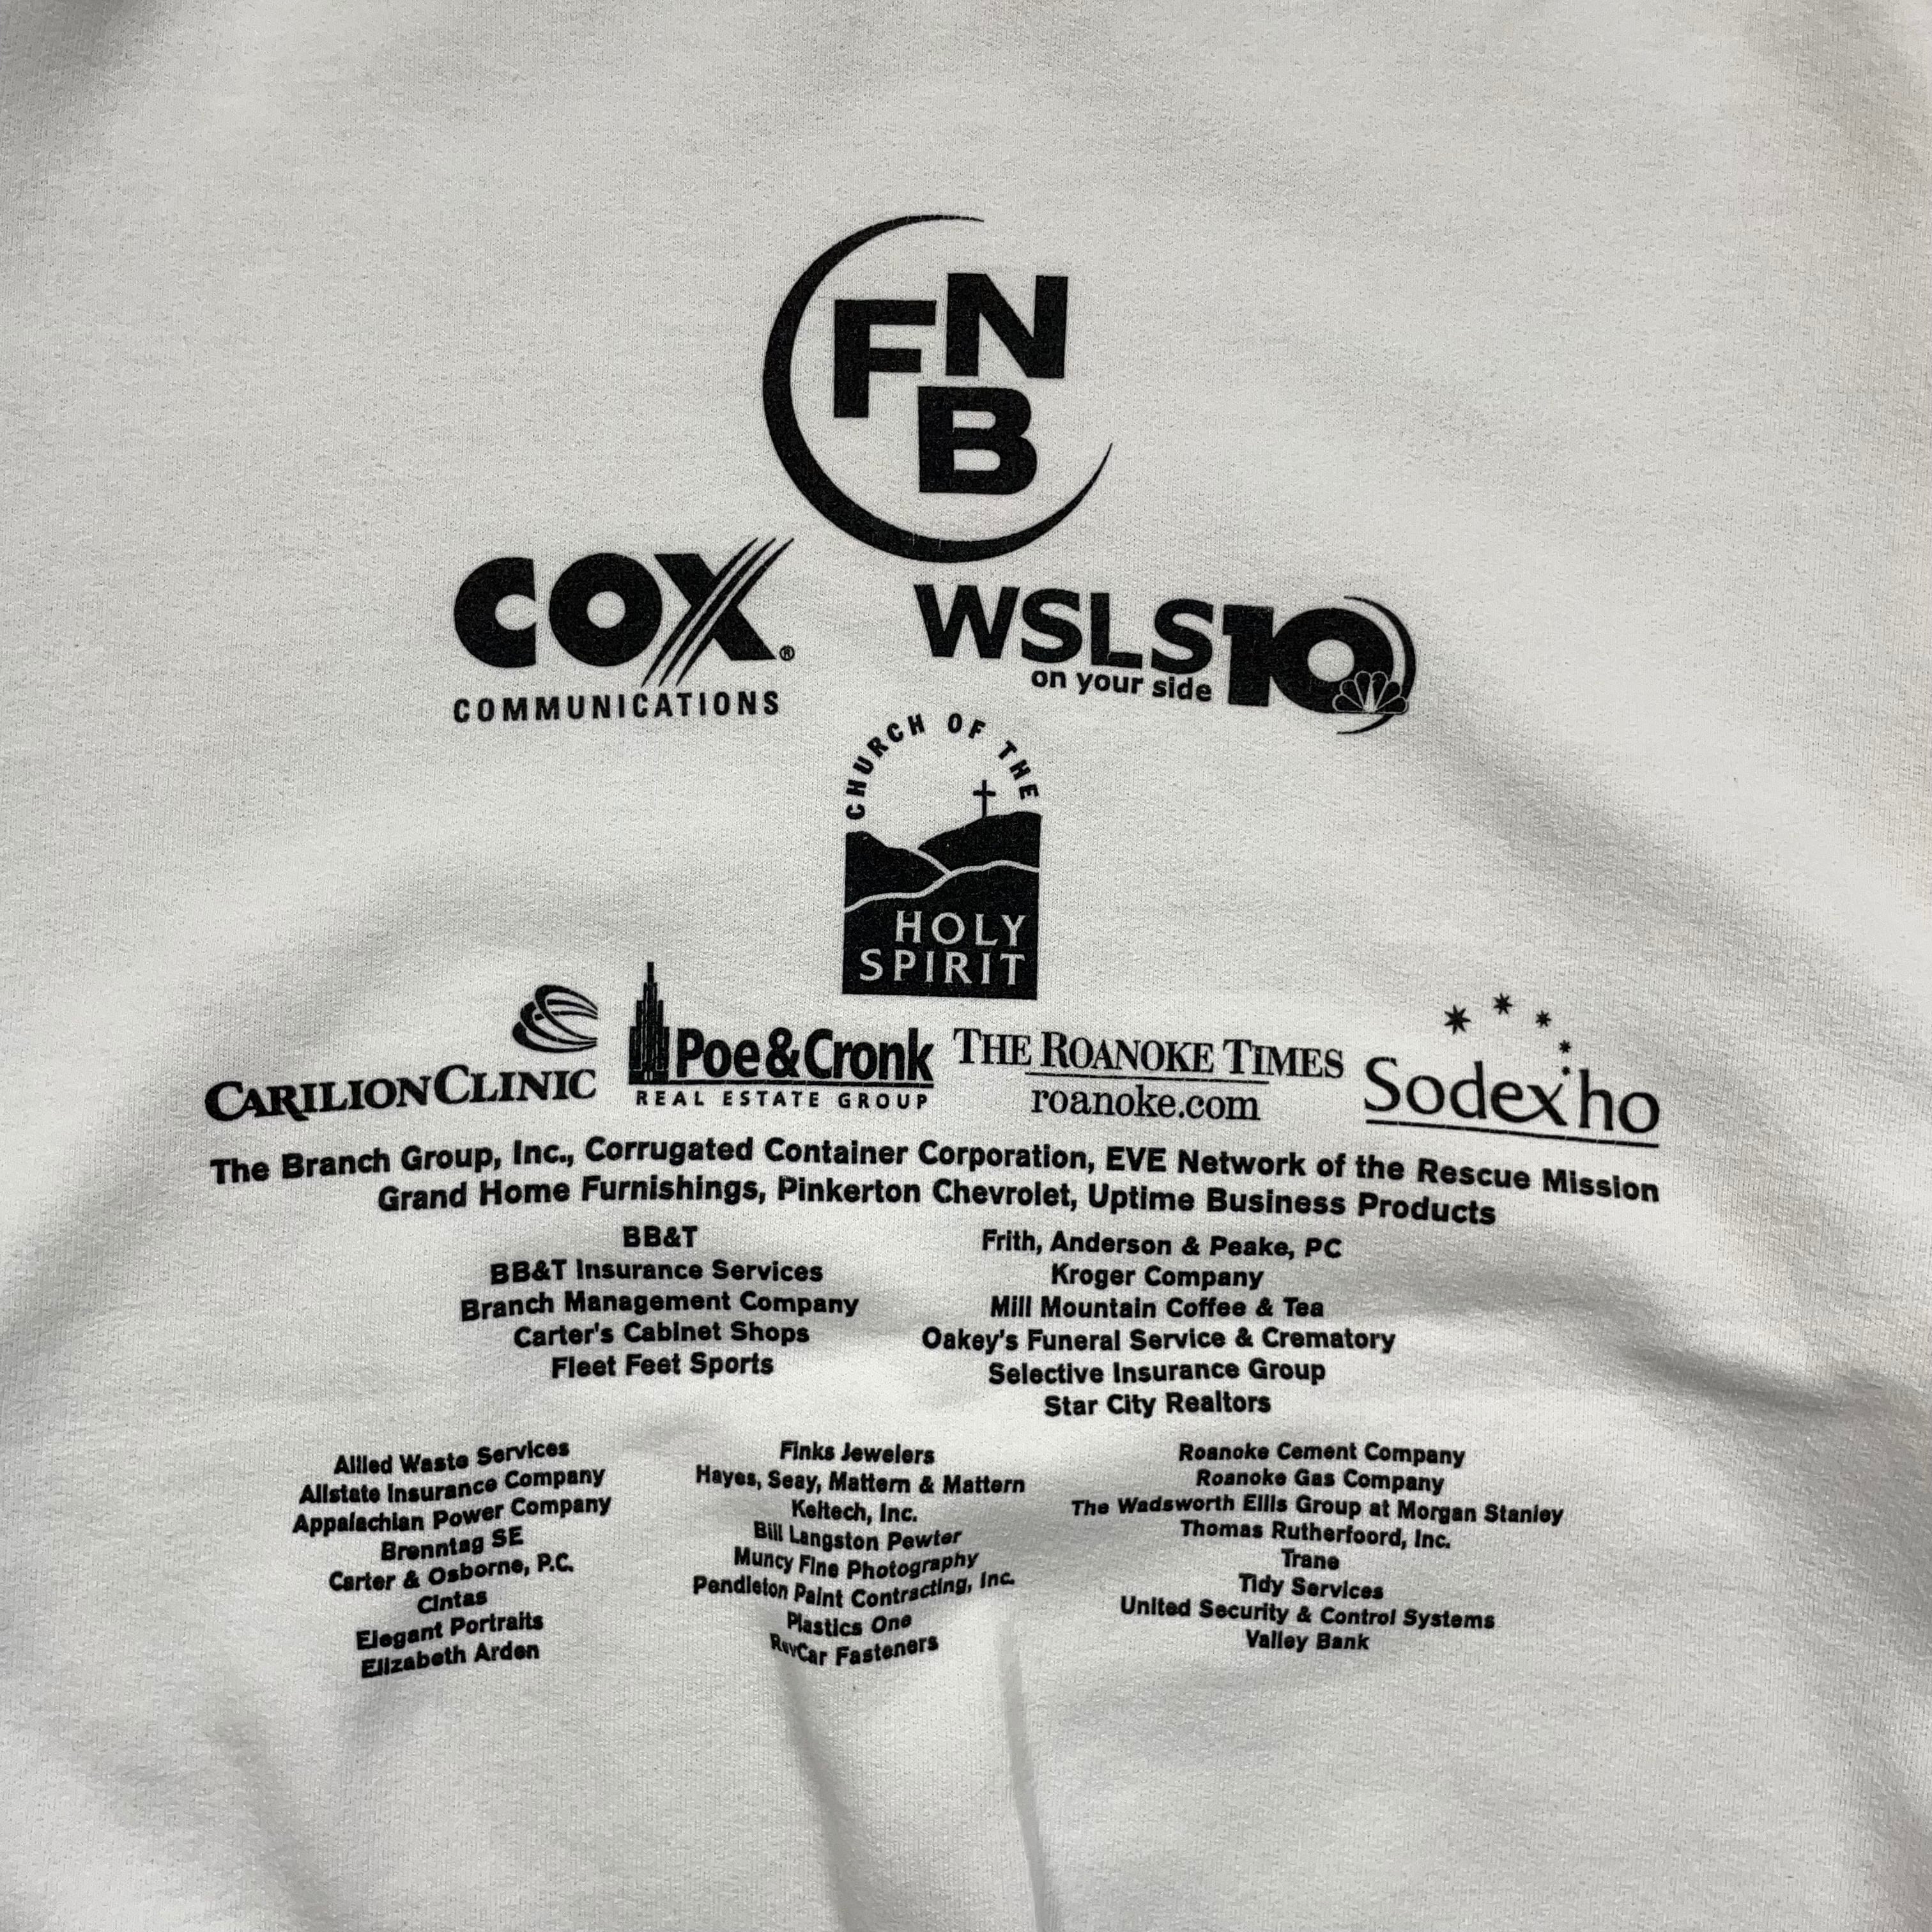 FNB
COX®
COMMUNICATIONS
WSLS10
on your side
CHURCH OF THE
HOLY
SPIRIT
CARILION CLINIC
Poe&Cronk
REAL ESTATE GROUP
THE ROANOKE TIMES
roanoke.com
Sodexho
The Branch Group, Inc., Corrugated Container Corporation, EVE Network of the Rescue Mission
Grand Home Furnishings, Pinkerton Chevrolet, Uptime Business Products
BB&T
BB&T Insurance Services
Branch Management Company
Carter's Cabinet Shops
Fleet Feet Sports
Frith, Anderson & Peake, PC
Kroger Company
Mill Mountain Coffee & Tea
Oakey's Funeral Service & Crematory
Selective Insurance Group
Star City Realtors
Allied Waste Services
Allstate Insurance Company
Appalachian Power Company
Brenntag SE
Carter & Osborne, P.C.
Cintas
Elegant Portraits
Elizabeth Arden
Finks Jewelers
Hayes, Seay, Mattern & Mattern
Keltech, Inc.
Bill Langston Pewter
Muncy Fine Photography
Pendleton Paint Contracting, Inc.
Plastics One
RevCar Fasteners
Roanoke Cement Company
Roanoke Gas Company
The Wadsworth Ellis Group at Morgan Stanley
Thomas Rutherfoord, Inc.
Trane
Tidy Services
United Security & Control Systems
Valley Bank